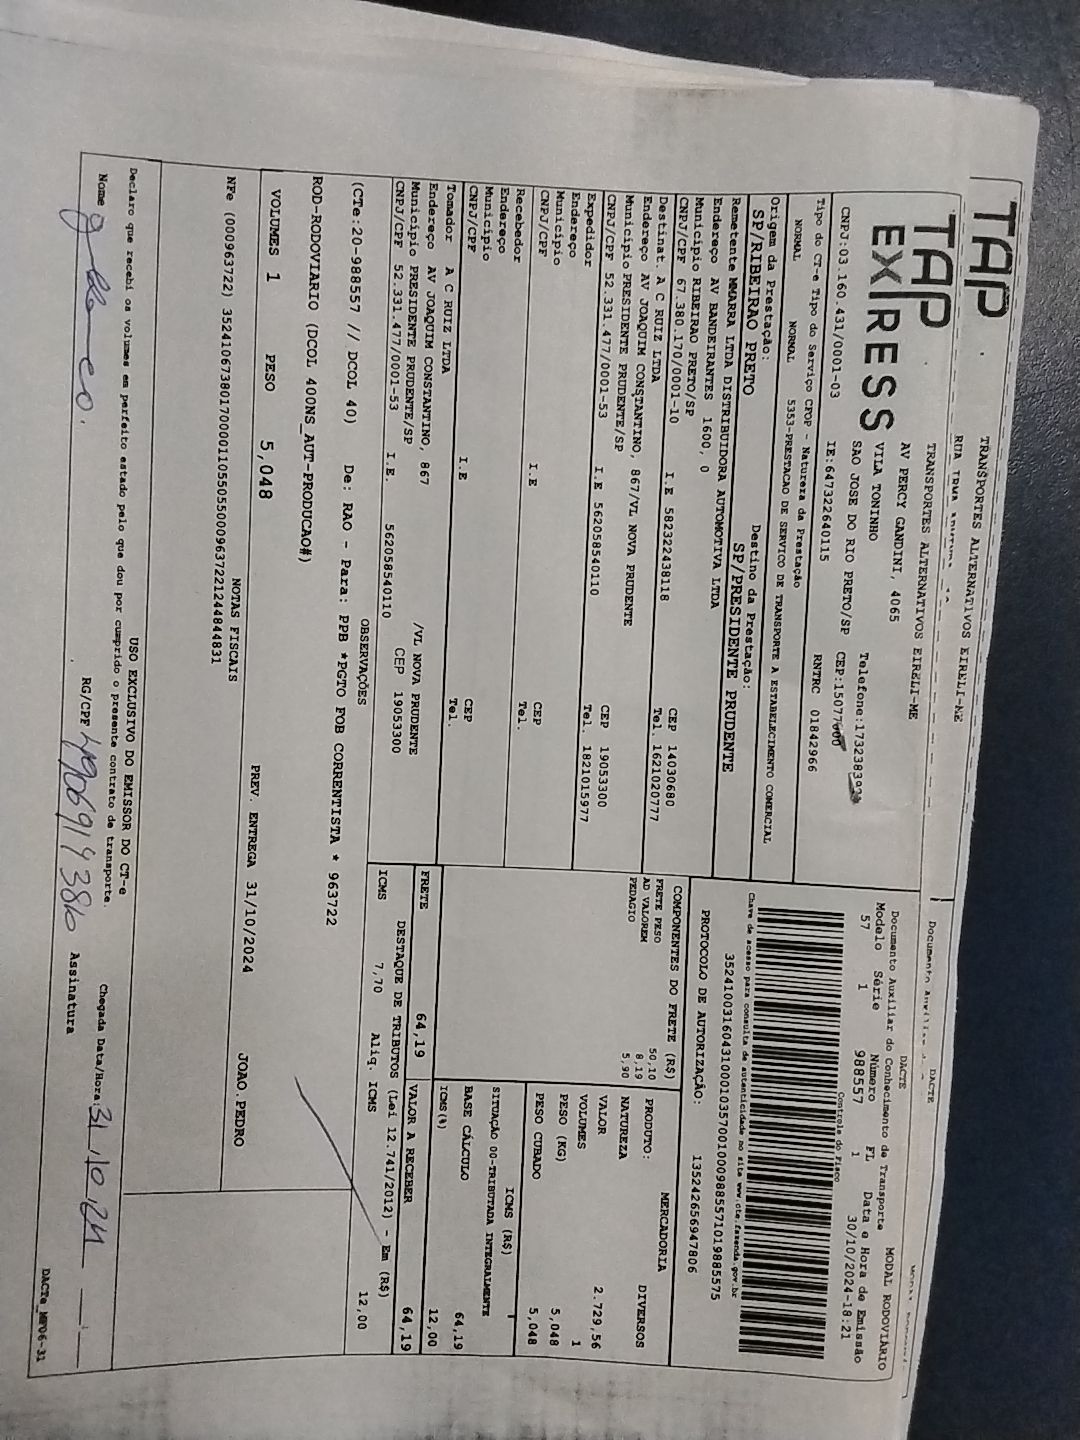 TAP
TRANSPORTES ALTERNATIVOS EIRELI-ME
DACTE
TAP
EXPRESS
TRANSPORTES ALTERNATIVOS EIRELI-ME
AV PERCY GANDINI, 4065
VILA TONINHO
SAO JOSE DO RIO PRETO/SP
Telefone:173238392
CEP:15077
CNPJ:03.160.431/0001-03
IE:647322640115
RNTRC 01842966
Tipo do CT-e Tipo do Serviço CFOP - Natureza da Prestação
NORMAL NORMAL 5353-PRESTACAO DE SERVICO DE TRANSPORTE A ESTABELECIMENTO COMERCIAL
Origem da Prestação: Destino da Prestação:
SP/RIBEIRAO PRETO SP/PRESIDENTE PRUDENTE
Remetente MMARRA LTDA DISTRIBUIDORA AUTOMOTIVA LTDA
Endereço AV BANDEIRANTES 1600, 0
Município RIBEIRAO PRETO/SP CEP 14030680
CNPJ/CPF 67.380.170/0001-10 I.E 582322438118 Tel. 1621020777
Destinat A C RUIZ LTDA
Endereço AV JOAQUIM CONSTANTINO, 867/VL NOVA PRUDENTE
Município PRESIDENTE PRUDENTE/SP CEP 19053300
CNPJ/CPF 52.331.477/0001-53 I.E 562058540110 Tel. 1821015977
Expedidor
Endereço
Município CEP
CNPJ/CPF I.E Tel.
Recebedor
Endereço
Município CEP
CNPJ/CPF I.E Tel.
Tomador A C RUIZ LTDA
Endereço AV JOAQUIM CONSTANTINO, 867 /VL NOVA PRUDENTE
Município PRESIDENTE PRUDENTE/SP CEP 19053300
CNPJ/CPF 52.331.477/0001-53 I.E. 562058540110
DACTE
Documento Auxiliar do Conhecimento de Transporte MODAL RODOVIÁRIO
Modelo Série Número FL Data e Hora de Emissão
57 1 988557 1 30/10/2024-18:21
Controle do Fisco
Chave de acesso para consulta de autenticidade no site www.cte.fazenda.gov.br
35241003160431000103570010009885571019885575
PROTOCOLO DE AUTORIZAÇÃO: 135242656947806
COMPONENTES DO FRETE (R$)
FRETE PESO 50,10
AD VALOREM 8,19
PEDAGIO 5,90
MERCADORIA
PRODUTO: DIVERSOS
NATUREZA
VALOR 2.729,56
VOLUMES 1
PESO (KG) 5,048
PESO CUBADO 5,048
ICMS (R$)
SITUAÇÃO 00-TRIBUTADA INTEGRALMENTE
BASE CÁLCULO 64,19
ICMS(%) 12,00
FRETE 64,19 VALOR A RECEBER 64,19
DESTAQUE DE TRIBUTOS (Lei 12.741/2012) - Em (R$)
ICMS 7,70 Aliq. ICMS 12,00
OBSERVAÇÕES
(CTe:20-988557 // DCOL 40) De: RAO - Para: PPB *PGTO FOB CORRENTISTA * 963722
ROD-RODOVIARIO (DCOL 400NS_AUT-PRODUCAO#)
VOLUMES 1 PESO 5,048 PREV. ENTREGA 31/10/2024 JOAO.PEDRO
NOTAS FISCAIS
NFe (000963722) 35241067380170000110550550009637221244844831
USO EXCLUSIVO DO EMISSOR DO CT-e
Declaro que recebi os volumes em perfeito estado pelo que dou por cumprido o presente contrato de transporte.
Nome RG/CPF Assinatura Chegada Data/Hora: 31.10.24
DACTe_MP06-31